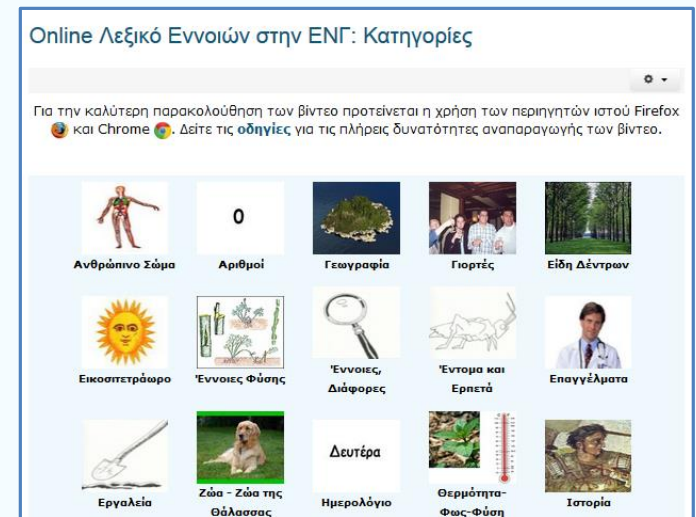 Online Λεξικό Εννοιών στην ΕΝΓ: Κατηγορίες
Για την καλύτερη παρακολούθηση των βίντεο προτείνεται η χρήση των περιηγητών ιστού Firefox
και Chrome . Δείτε τις οδηγίες για τις πλήρεις δυνατότητες αναπαραγωγής των βίντεο.
0
Ανθρώπινο Σώμα Αριθμοί Γεωγραφία Γιορτές Είδη Δέντρων
Εικοσιτετράωρο Έννοιες Φύσης Έννοιες, Διάφορες Έντομα και Ερπετά Επαγγέλματα
Δευτέρα
Εργαλεία Ζώα - Ζώα της Θάλασσας Ημερολόγιο Θερμότητα- Φως-Φύση Ιστορία